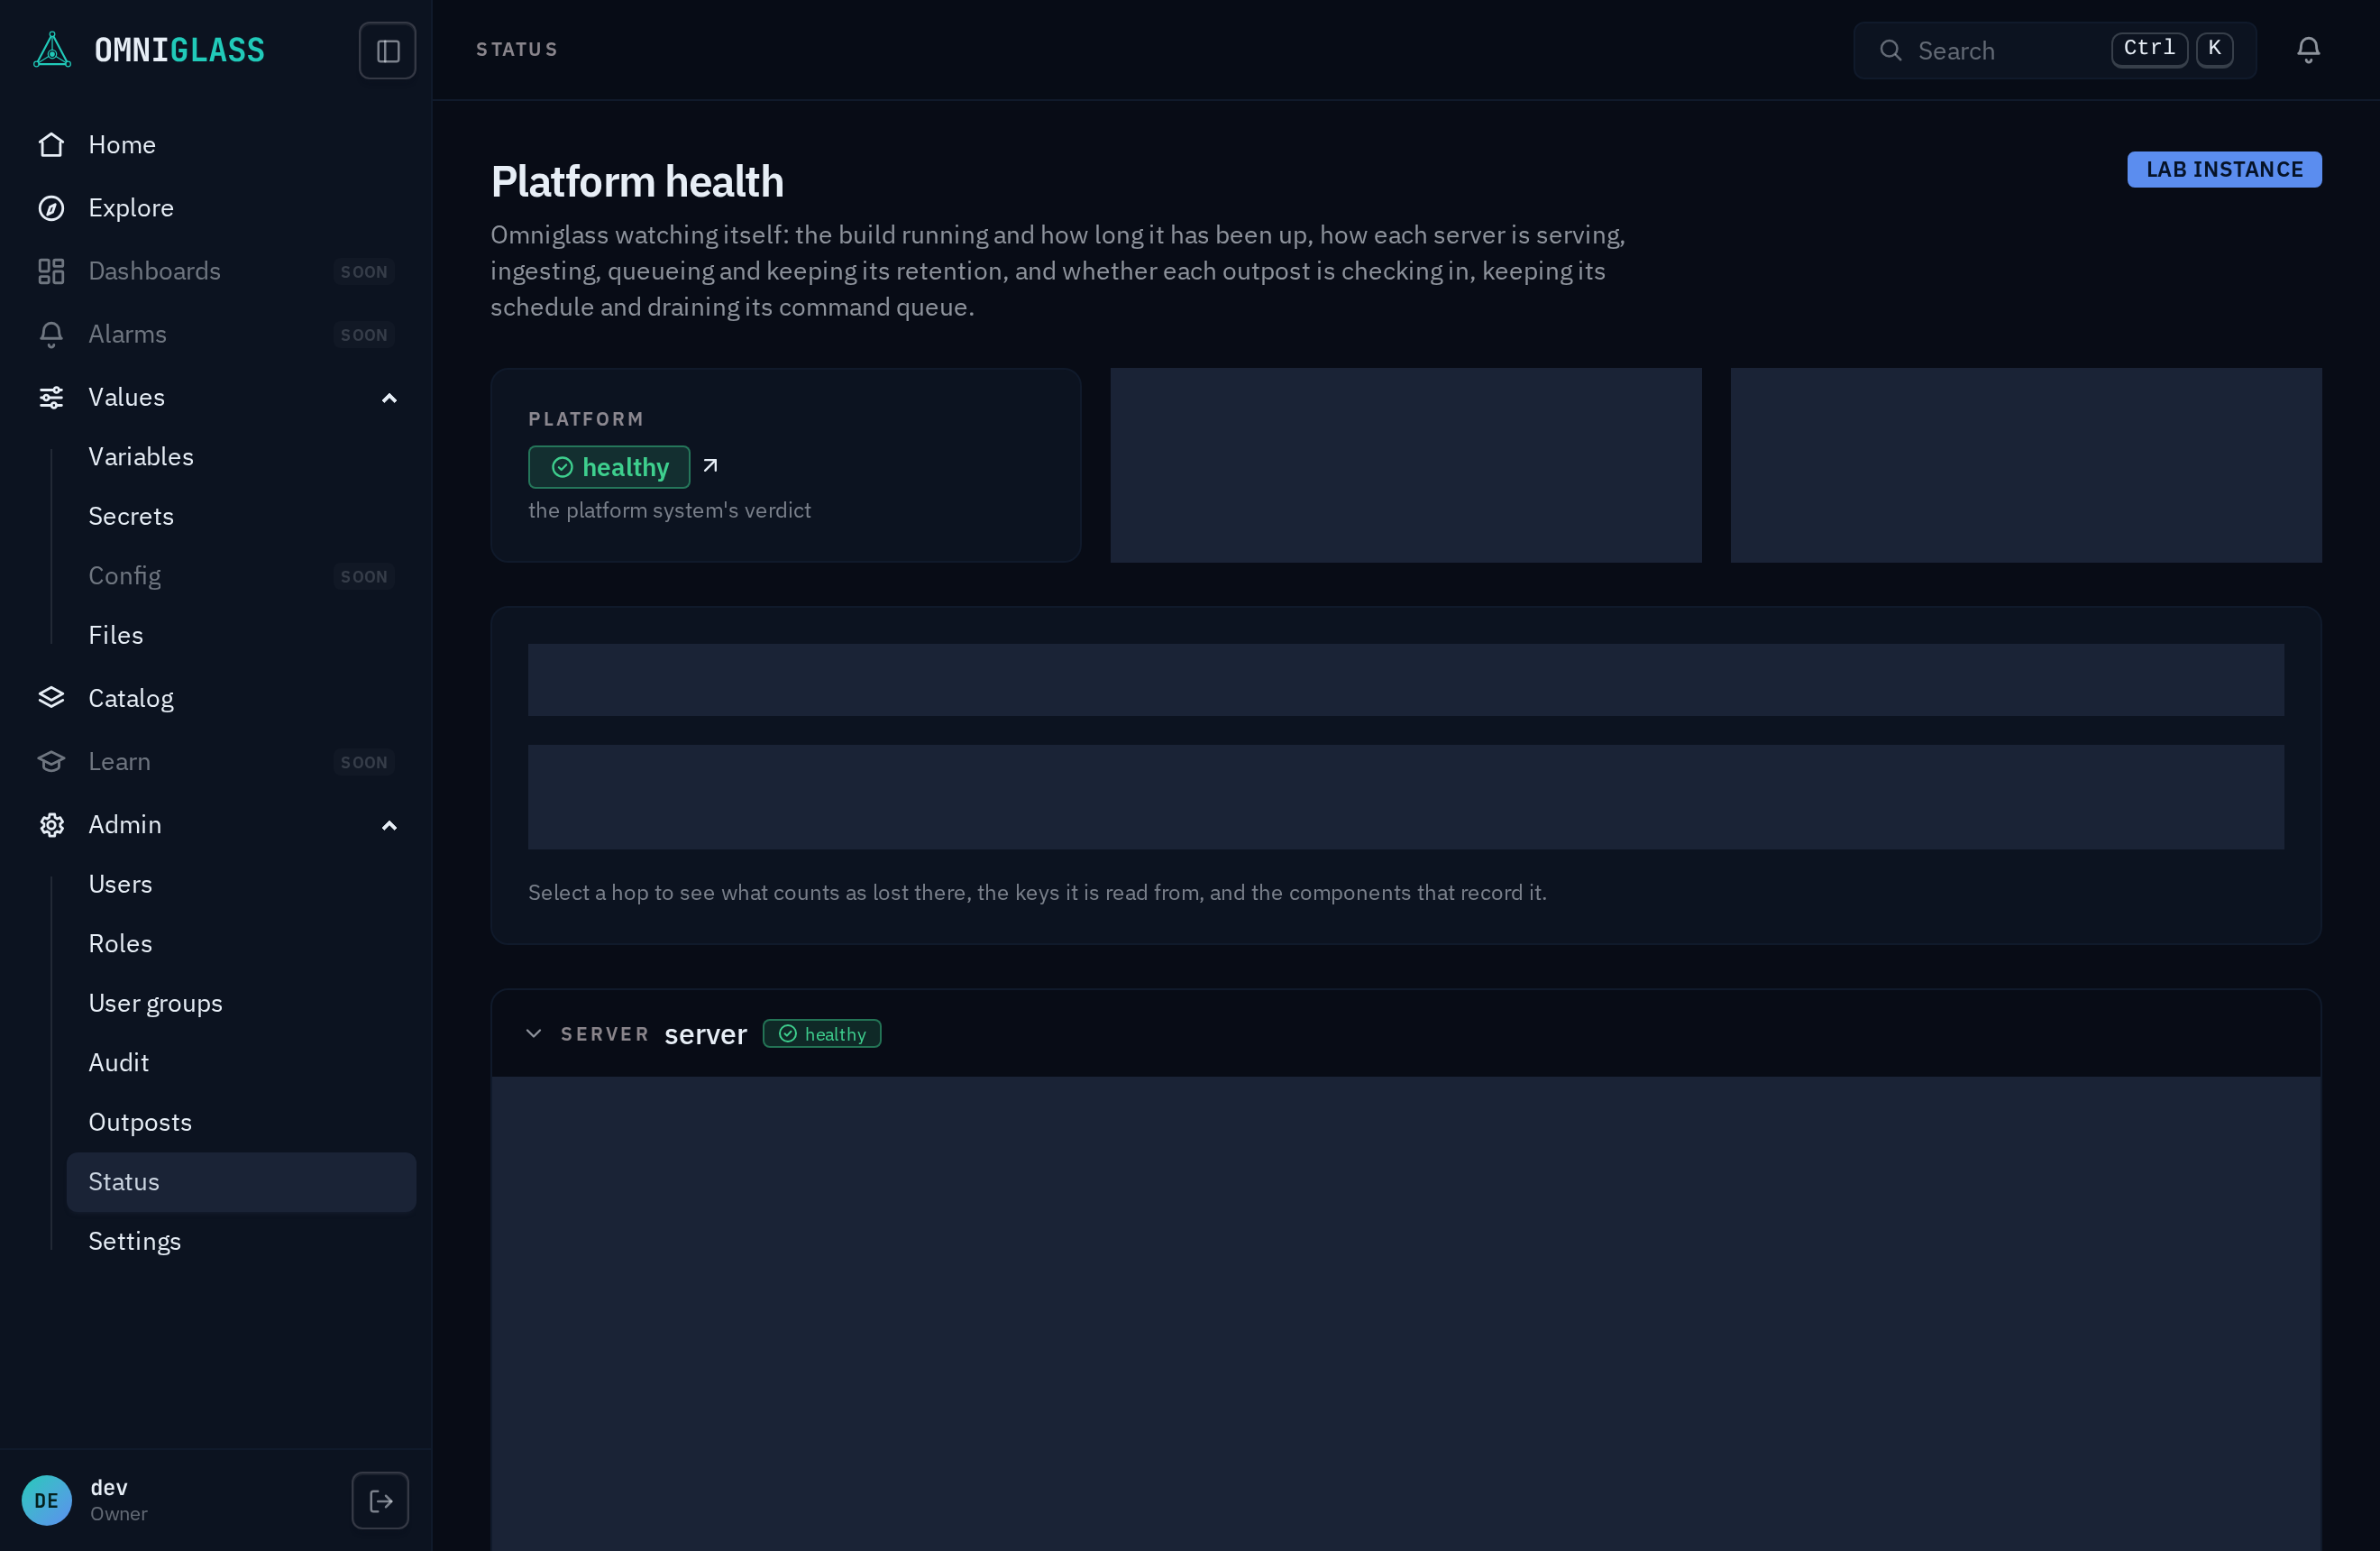 OMNIGLASS
STATUS
Search
Ctrl K
Home
Explore
Dashboards SOON
Alarms SOON
Values
Variables
Secrets
Config SOON
Files
Catalog
Learn SOON
Admin
Users
Roles
User groups
Audit
Outposts
Status
Settings
DE
dev
Owner
Platform health
LAB INSTANCE
Omniglass watching itself: the build running and how long it has been up, how each server is serving,
ingesting, queueing and keeping its retention, and whether each outpost is checking in, keeping its
schedule and draining its command queue.
PLATFORM
healthy
the platform system's verdict
Select a hop to see what counts as lost there, the keys it is read from, and the components that record it.
SERVER server healthy